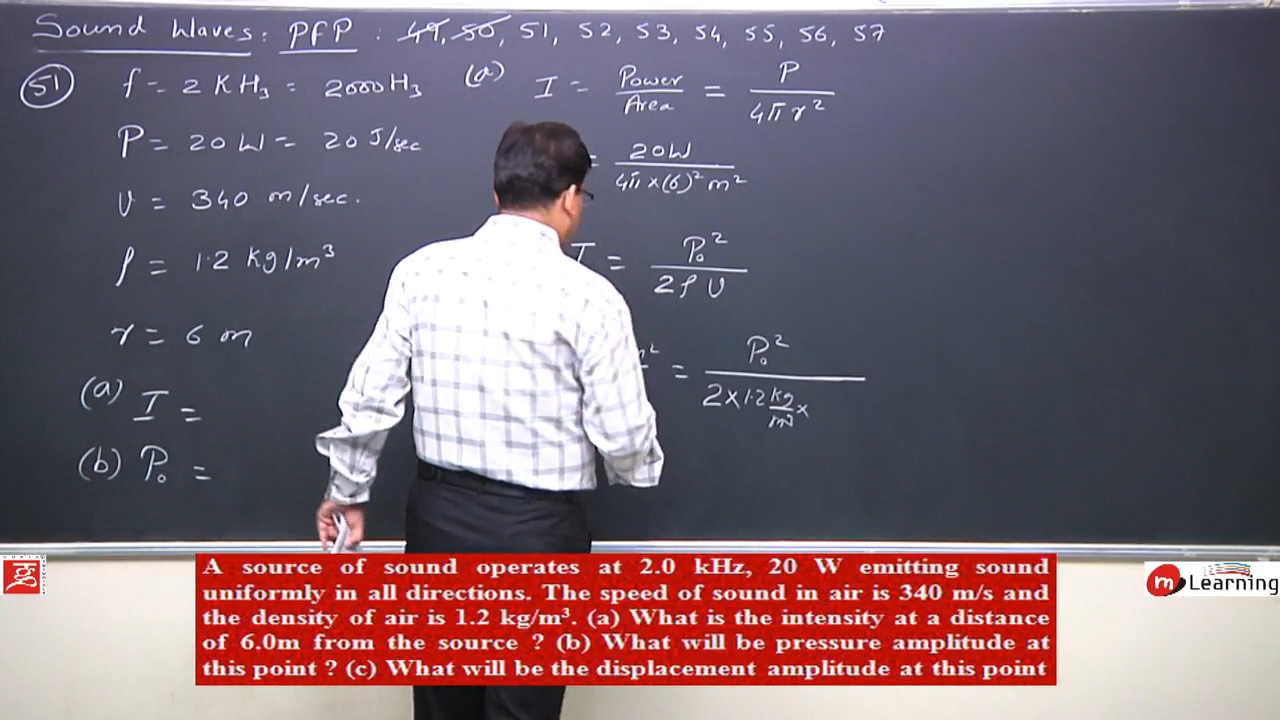 Sound Waves: PFP : 49, 50, 51, 52, 53, 54, 55, 56, 57
51
f = 2 KHz = 2000 Hz
P = 20 W = 20 J/sec
v = 340 m/sec.
ρ = 1.2 kg/m³
r = 6 m
(a) I =
(b) P₀ =
(a) I = Power/Area = P/4πr²
= 20W/4π×(6)² m²
I = P₀²/2ρv
= P₀²/2×1.2 kg/m³ ×
A source of sound operates at 2.0 kHz, 20 W emitting sound
uniformly in all directions. The speed of sound in air is 340 m/s and
the density of air is 1.2 kg/m³. (a) What is the intensity at a distance
of 6.0m from the source ? (b) What will be pressure amplitude at
this point ? (c) What will be the displacement amplitude at this point
m Learning